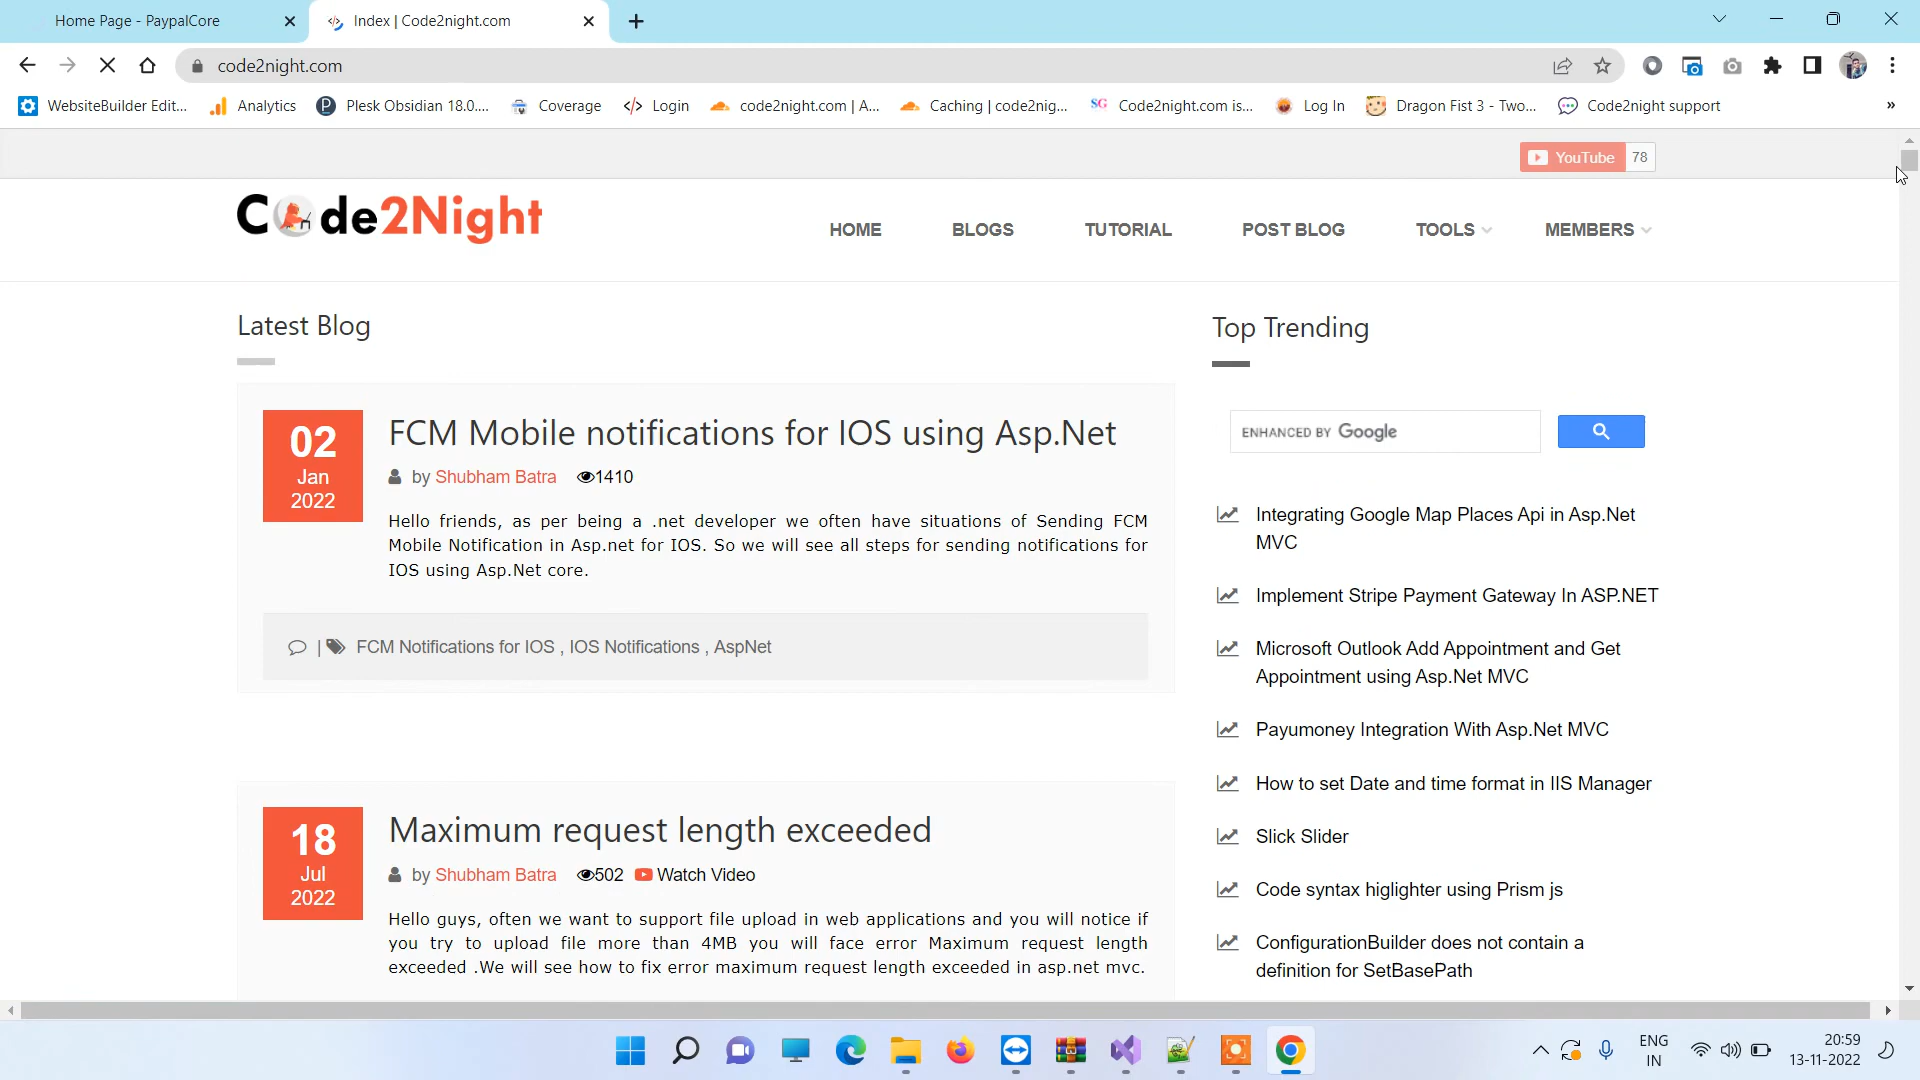 Home Page - PaypalCore
Index | Code2night.com
code2night.com
WebsiteBuilder Edit...
Analytics
Plesk Obsidian 18.0....
Coverage
Login
code2night.com | A...
Caching | code2nig...
SG Code2night.com is...
Log In
Dragon Fist 3 - Two...
Code2night support
»
YouTube 78
Code2Night
HOME
BLOGS
TUTORIAL
POST BLOG
TOOLS
MEMBERS
Latest Blog
02
Jan
2022
FCM Mobile notifications for IOS using Asp.Net
by Shubham Batra 1410
Hello friends, as per being a .net developer we often have situations of Sending FCM
Mobile Notification in Asp.net for IOS. So we will see all steps for sending notifications for
IOS using Asp.Net core.
| FCM Notifications for IOS , IOS Notifications , AspNet
18
Jul
2022
Maximum request length exceeded
by Shubham Batra 502 Watch Video
Hello guys, often we want to support file upload in web applications and you will notice if
you try to upload file more than 4MB you will face error Maximum request length
exceeded .We will see how to fix error maximum request length exceeded in asp.net mvc.
Top Trending
ENHANCED BY Google
Integrating Google Map Places Api in Asp.Net
MVC
Implement Stripe Payment Gateway In ASP.NET
Microsoft Outlook Add Appointment and Get
Appointment using Asp.Net MVC
Payumoney Integration With Asp.Net MVC
How to set Date and time format in IIS Manager
Slick Slider
Code syntax higlighter using Prism js
ConfigurationBuilder does not contain a
definition for SetBasePath
ENG
IN
20:59
13-11-2022